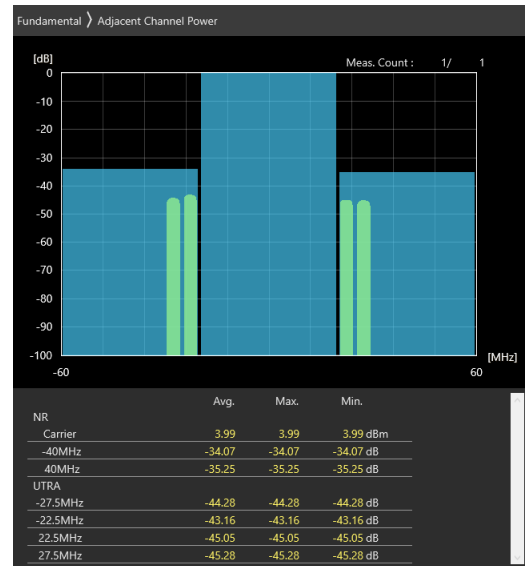 Fundamental 〉 Adjacent Channel Power
[dB]
Meas. Count : 1/ 1
0
-10
-20
-30
-40
-50
-60
-70
-80
-90
-100
[MHz]
-60 60
Avg. Max. Min.
NR
Carrier 3.99 3.99 3.99 dBm
-40MHz -34.07 -34.07 -34.07 dB
40MHz -35.25 -35.25 -35.25 dB
UTRA
-27.5MHz -44.28 -44.28 -44.28 dB
-22.5MHz -43.16 -43.16 -43.16 dB
22.5MHz -45.05 -45.05 -45.05 dB
27.5MHz -45.28 -45.28 -45.28 dB